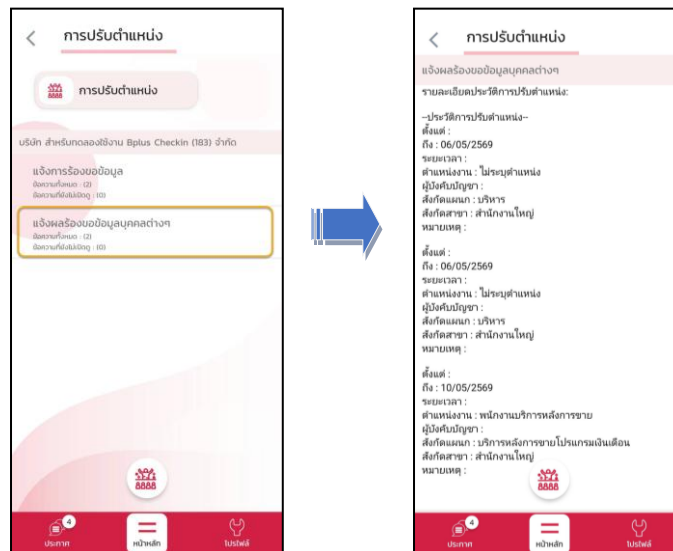 การปรับตำแหน่ง
การปรับตำแหน่ง
บริษัท สำหรับทดลองใช้งาน Bplus Checkin (183) จำกัด
แจ้งการร้องขอข้อมูล
ข้อความทั้งหมด : (2)
ข้อความที่ยังไม่เปิดดู : (0)
แจ้งผลร้องขอข้อมูลบุคคลต่างๆ
ข้อความทั้งหมด : (2)
ข้อความที่ยังไม่เปิดดู : (0)
8888
4
ประกาศ
หน้าหลัก
โปรไฟล์
การปรับตำแหน่ง
แจ้งผลร้องขอข้อมูลบุคคลต่างๆ
รายละเอียดประวัติการปรับตำแหน่ง:
--ประวัติการปรับตำแหน่ง--
ตั้งแต่ :
ถึง : 06/05/2569
ระยะเวลา :
ตำแหน่งงาน : ไม่ระบุตำแหน่ง
ผู้บังคับบัญชา :
สังกัดแผนก : บริหาร
สังกัดสาขา : สำนักงานใหญ่
หมายเหตุ :
ตั้งแต่ :
ถึง : 06/05/2569
ระยะเวลา :
ตำแหน่งงาน : ไม่ระบุตำแหน่ง
ผู้บังคับบัญชา :
สังกัดแผนก : บริหาร
สังกัดสาขา : สำนักงานใหญ่
หมายเหตุ :
ตั้งแต่ :
ถึง : 10/05/2569
ระยะเวลา :
ตำแหน่งงาน : พนักงานบริการหลังการขาย
ผู้บังคับบัญชา :
สังกัดแผนก : บริการหลังการขายโปรแกรมเงินเดือน
สังกัดสาขา : สำนักงานใหญ่
หมายเหตุ :
8888
4
ประกาศ
หน้าหลัก
โปรไฟล์